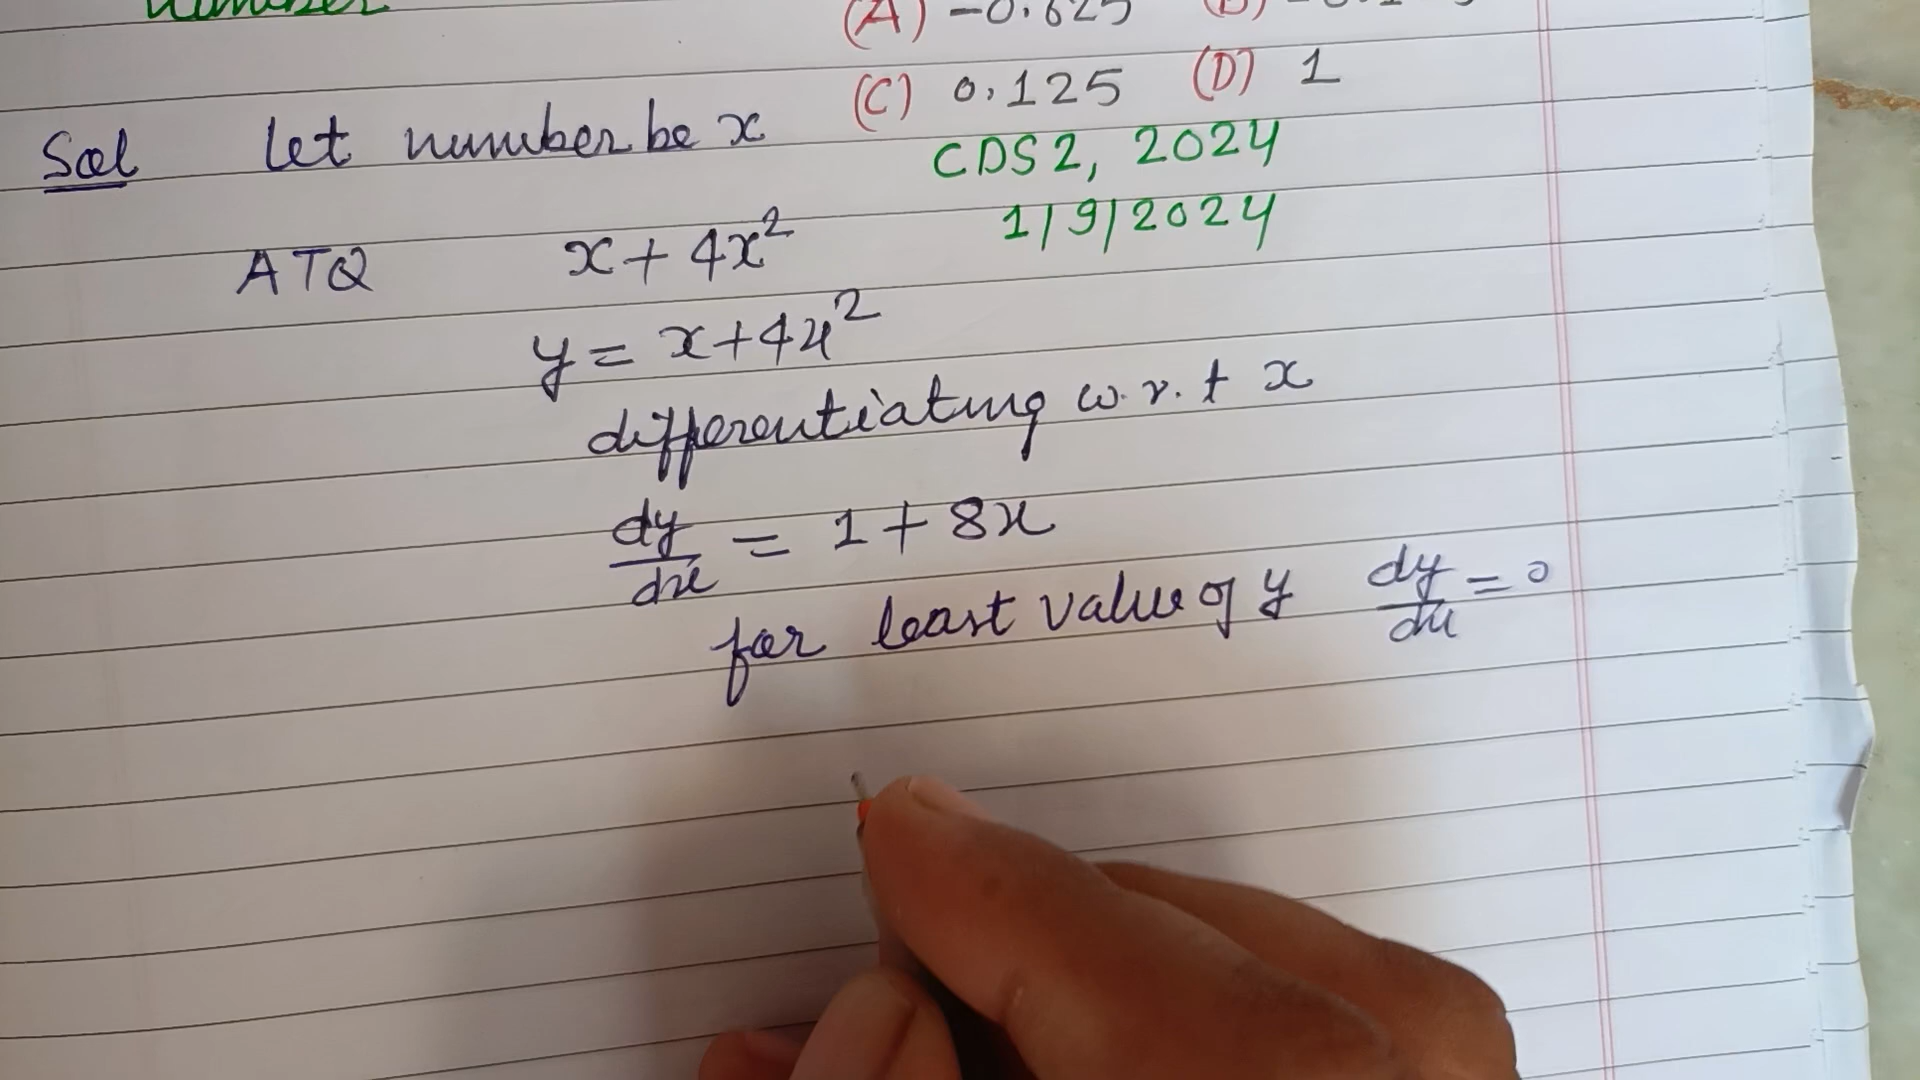 number
(A) -0.625 (B)
(C) 0.125 (D) 1
Sol let number be x
CDS 2, 2024
1/9/2024
ATQ x + 4x²
y = x + 4x²
differentiating w.r.t x
dy/dx = 1 + 8x
for least value of y dy/dx = 0